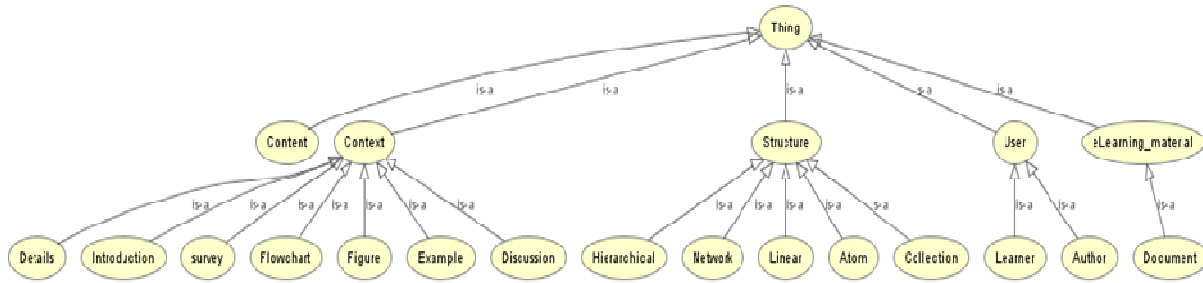 Thing
is-a is-a is-a is-a is-a
Content Context Structure User eLearning_material
is-a is-a is-a is-a is-a is-a is-a is-a is-a is-a is-a is-a is-a is-a is-a
Details Introduction survey Flowchart Figure Example Discussion Hierarchical Network Linear Atom Collection Learner Author Document